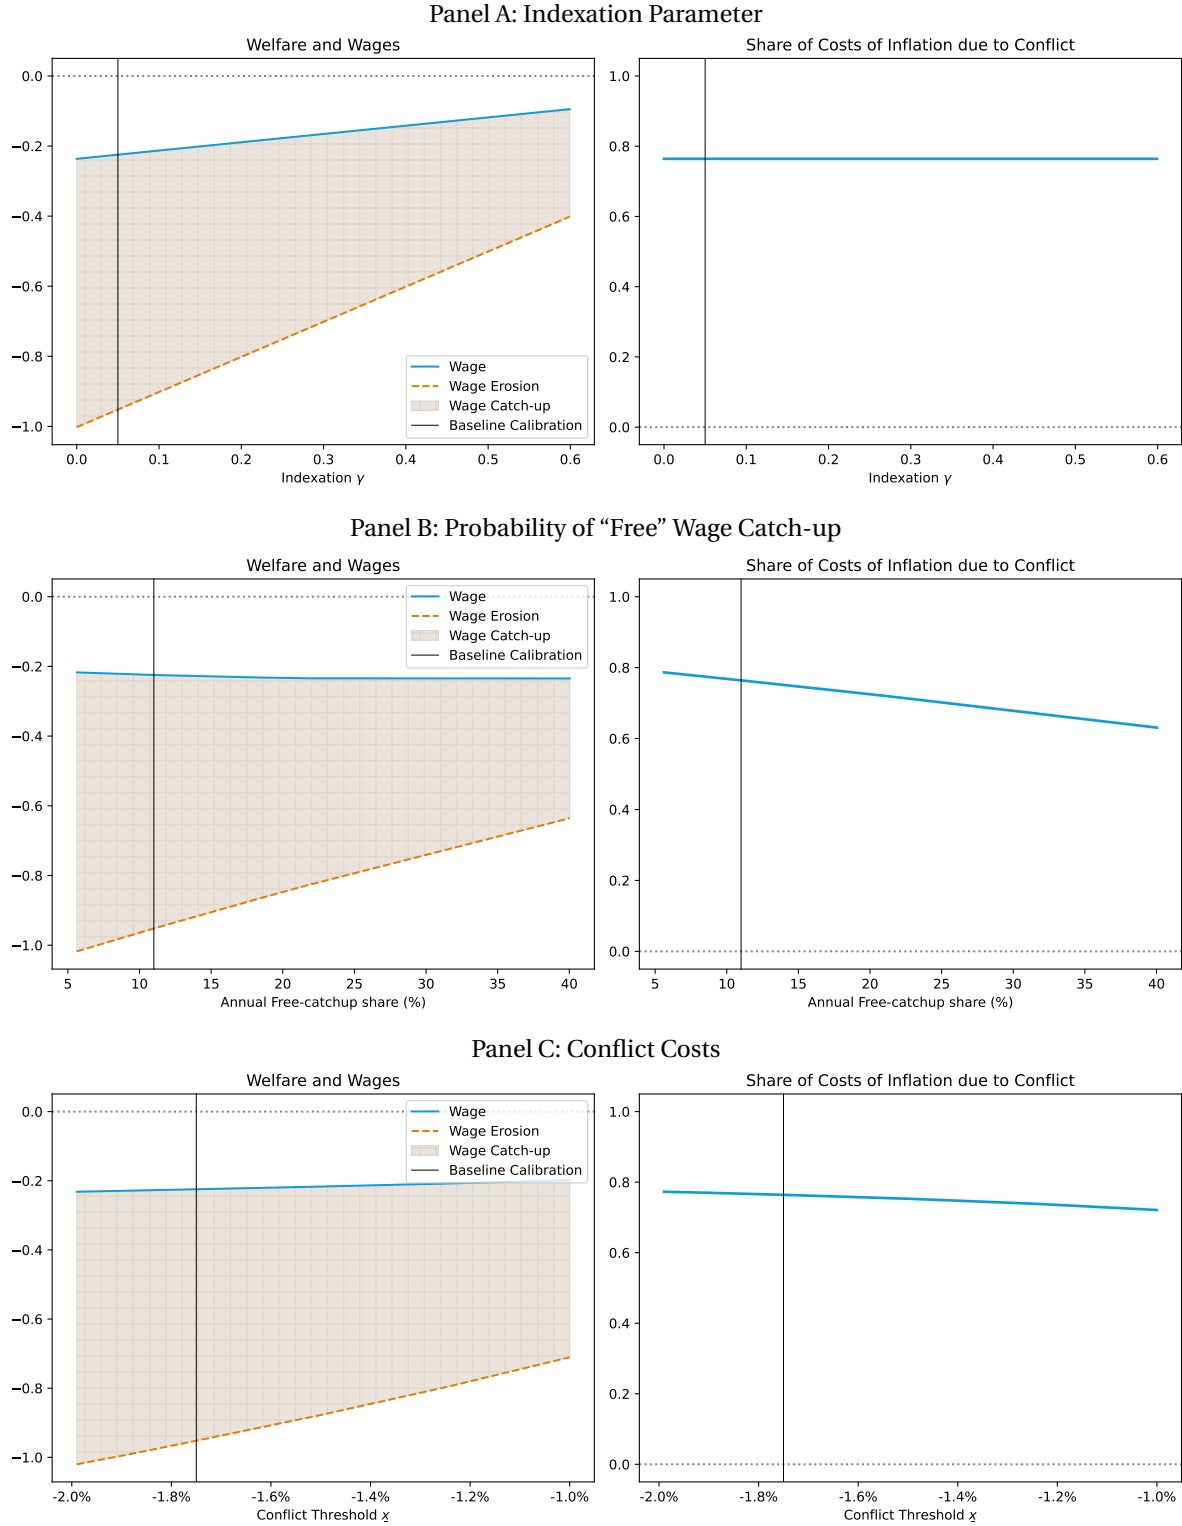 Panel A: Indexation Parameter
Welfare and Wages
0.0
−0.2
−0.4
−0.6
−0.8
−1.0
Wage
Wage Erosion
Wage Catch-up
Baseline Calibration
0.0 0.1 0.2 0.3 0.4 0.5 0.6
Indexation γ
Share of Costs of Inflation due to Conflict
1.0
0.8
0.6
0.4
0.2
0.0
0.0 0.1 0.2 0.3 0.4 0.5 0.6
Indexation γ
Panel B: Probability of “Free” Wage Catch-up
Welfare and Wages
0.0
−0.2
−0.4
−0.6
−0.8
−1.0
Wage
Wage Erosion
Wage Catch-up
Baseline Calibration
5 10 15 20 25 30 35 40
Annual Free-catchup share (%)
Share of Costs of Inflation due to Conflict
1.0
0.8
0.6
0.4
0.2
0.0
5 10 15 20 25 30 35 40
Annual Free-catchup share (%)
Panel C: Conflict Costs
Welfare and Wages
0.0
−0.2
−0.4
−0.6
−0.8
−1.0
Wage
Wage Erosion
Wage Catch-up
Baseline Calibration
-2.0% -1.8% -1.6% -1.4% -1.2% -1.0%
Conflict Threshold x̲
Share of Costs of Inflation due to Conflict
1.0
0.8
0.6
0.4
0.2
0.0
-2.0% -1.8% -1.6% -1.4% -1.2% -1.0%
Conflict Threshold x̲